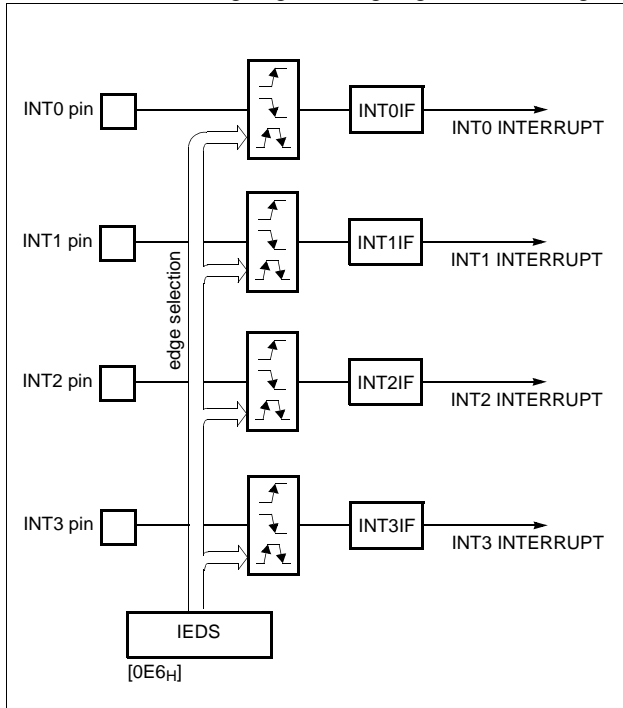 INT0 pin
INT0IF
INT0 INTERRUPT
INT1 pin
INT1IF
INT1 INTERRUPT
edge selection
INT2 pin
INT2IF
INT2 INTERRUPT
INT3 pin
INT3IF
INT3 INTERRUPT
IEDS
[0E6H]